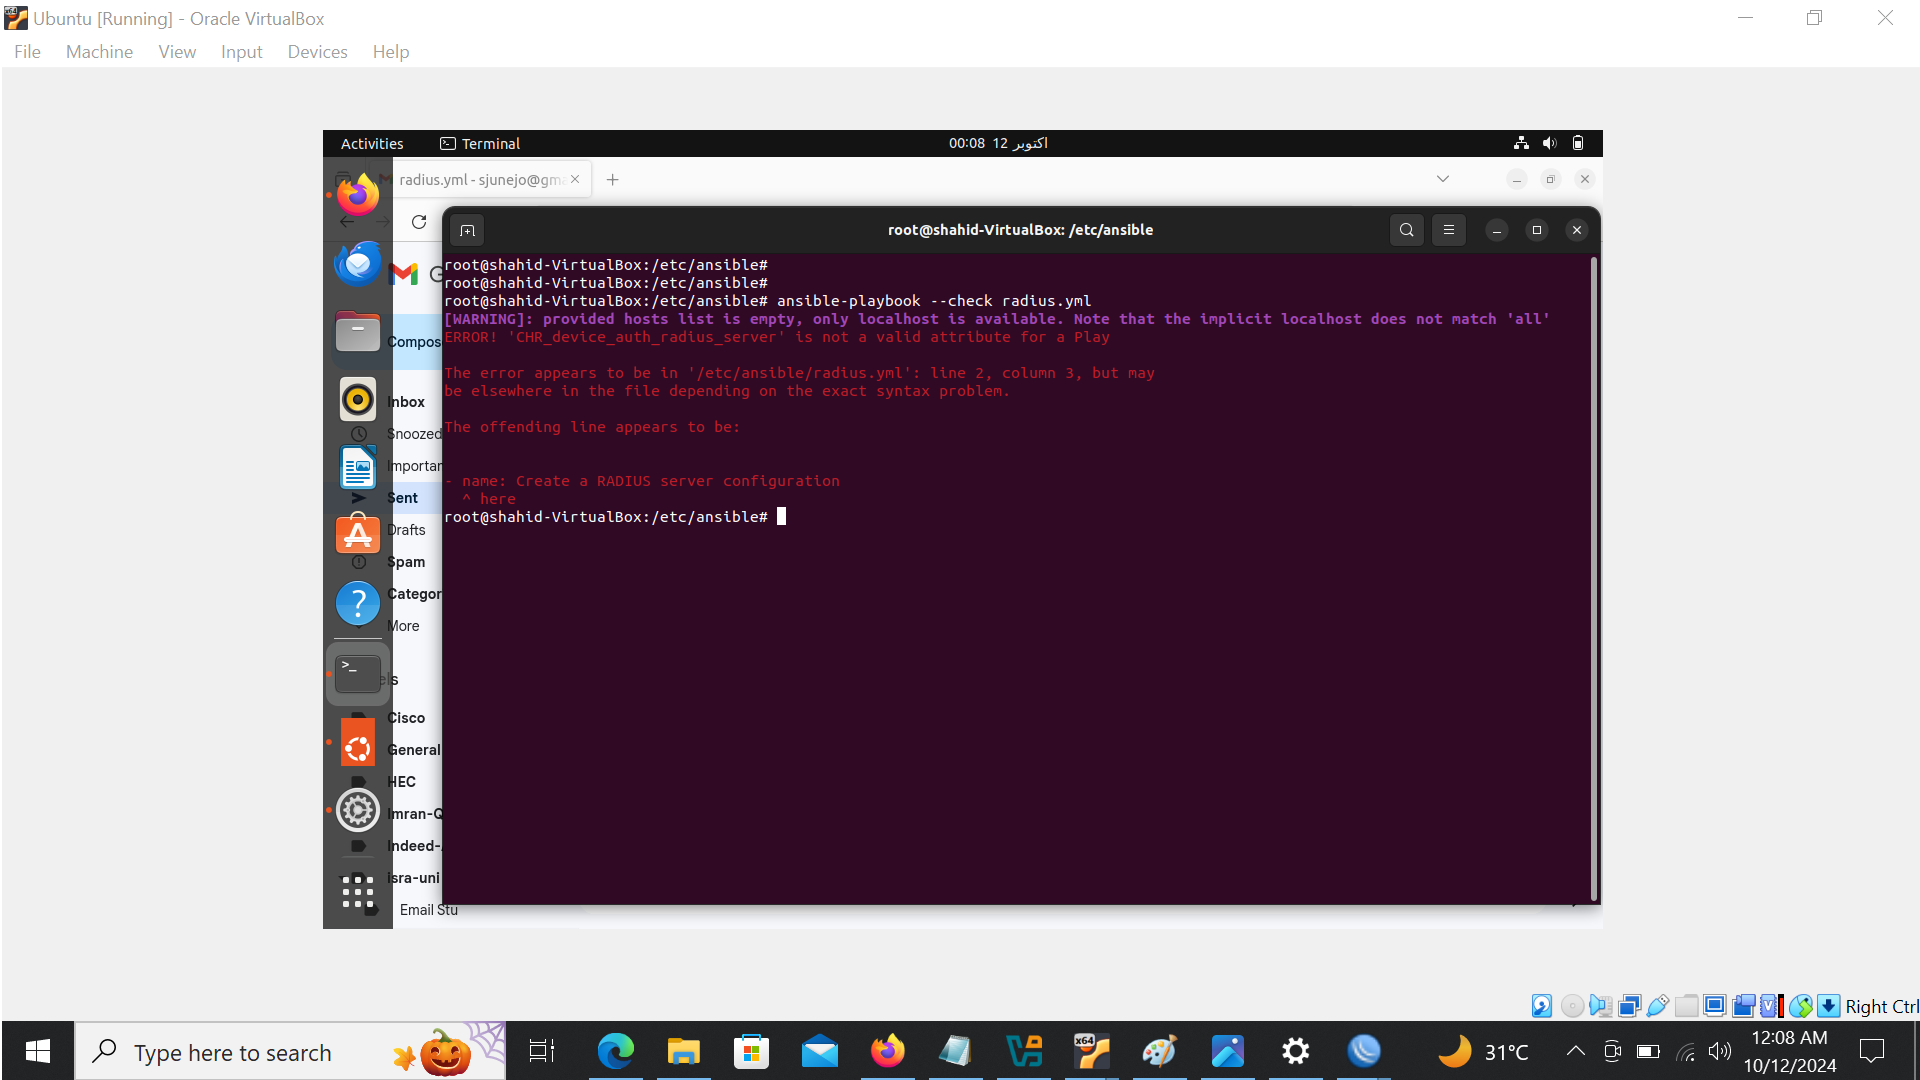 Ubuntu [Running] - Oracle VirtualBox
File Machine View Input Devices Help
Activities Terminal 00:08 12 اکتوبر
radius.yml - sjunejo@gm
root@shahid-VirtualBox: /etc/ansible
root@shahid-VirtualBox:/etc/ansible#
root@shahid-VirtualBox:/etc/ansible#
root@shahid-VirtualBox:/etc/ansible# ansible-playbook --check radius.yml
[WARNING]: provided hosts list is empty, only localhost is available. Note that the implicit localhost does not match 'all'
ERROR! 'CHR_device_auth_radius_server' is not a valid attribute for a Play
The error appears to be in '/etc/ansible/radius.yml': line 2, column 3, but may
be elsewhere in the file depending on the exact syntax problem.
The offending line appears to be:
- name: Create a RADIUS server configuration
^ here
root@shahid-VirtualBox:/etc/ansible#
G
Compos
Inbox
Snoozed
Importan
Sent
Drafts
Spam
Categor
More
els
Cisco
General
HEC
Imran-Q
Indeed-
isra-uni
Email Stu
Right Ctrl
Type here to search
x64
31°C
12:08 AM
10/12/2024